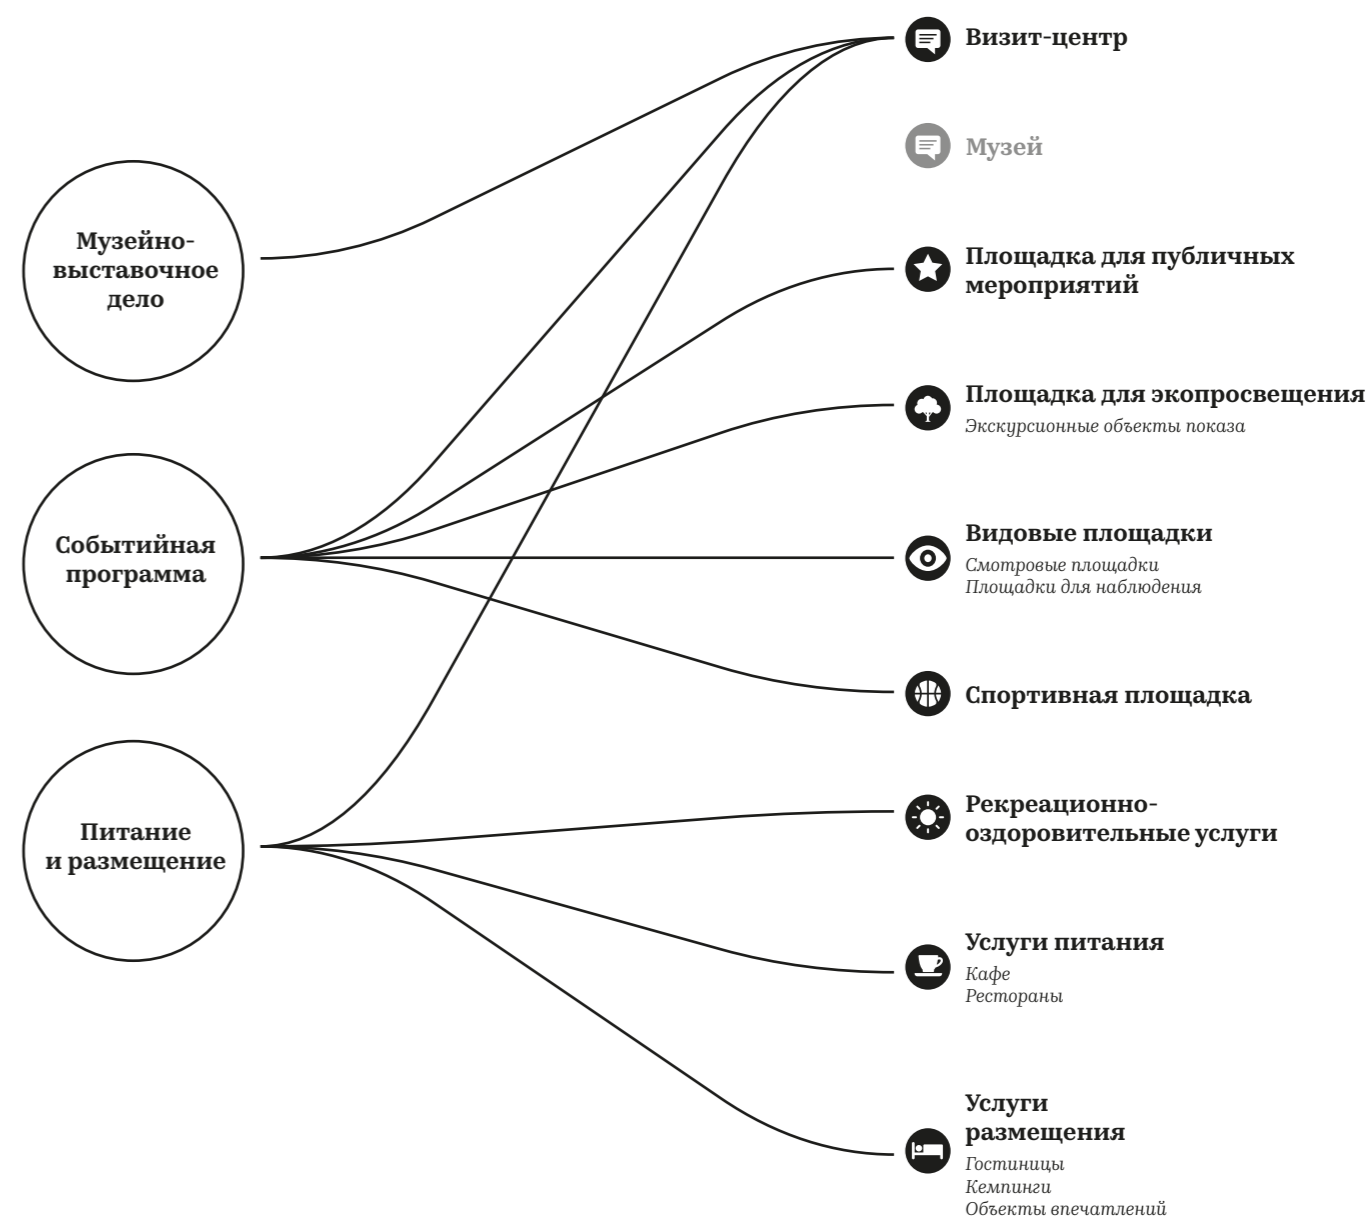 Визит-центр
Музей
Музейно-
выставочное
дело
Площадка для публичных
мероприятий
Площадка для экопросвещения
Экскурсионные объекты показа
Событийная
программа
Видовые площадки
Смотровые площадки
Площадки для наблюдения
Спортивная площадка
Питание
и размещение
Рекреационно-
оздоровительные услуги
Услуги питания
Кафе
Рестораны
Услуги
размещения
Гостиницы
Кемпинги
Объекты впечатлений